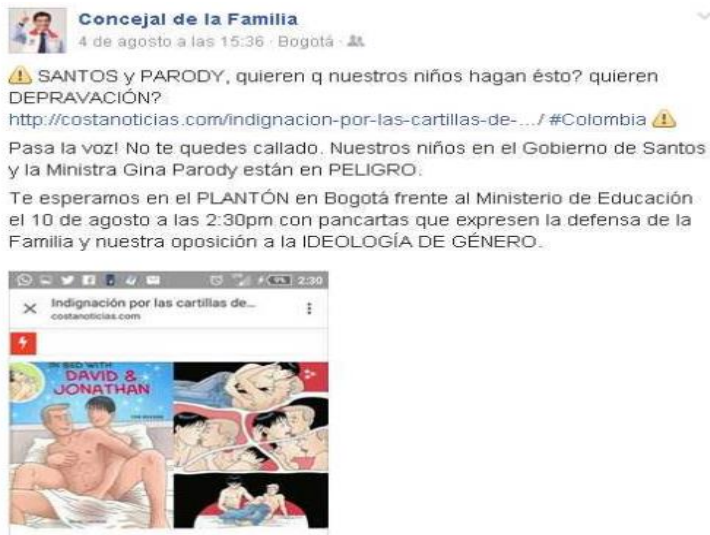 Concejal de la Familia
4 de agosto a las 15:36 · Bogotá ·
SANTOS y PARODY, quieren q nuestros niños hagan ésto? quieren
DEPRAVACIÓN?
http://costanoticias.com/indignacion-por-las-cartillas-de-.../ #Colombia
Pasa la voz! No te quedes callado. Nuestros niños en el Gobierno de Santos
y la Ministra Gina Parody están en PELIGRO.
Te esperamos en el PLANTÓN en Bogotá frente al Ministerio de Educación
el 10 de agosto a las 2:30pm con pancartas que expresen la defensa de la
Familia y nuestra oposición a la IDEOLOGÍA DE GÉNERO.
2:30
Indignación por las cartillas de...
costanoticias.com
IN BED WITH
DAVID &
JONATHAN